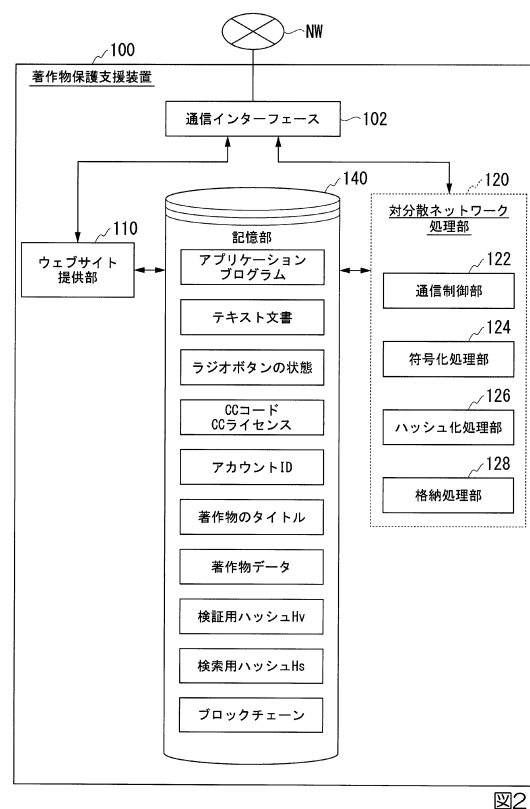 NW
100
著作物保護支援装置
通信インターフェース
102
110
ウェブサイト
提供部
140
記憶部
アプリケーション
プログラム
テキスト文書
ラジオボタンの状態
CCコード
CCライセンス
アカウントID
著作物のタイトル
著作物データ
検証用ハッシュHv
検索用ハッシュHs
ブロックチェーン
120
対分散ネットワーク
処理部
122
通信制御部
124
符号化処理部
126
ハッシュ化処理部
128
格納処理部
図2